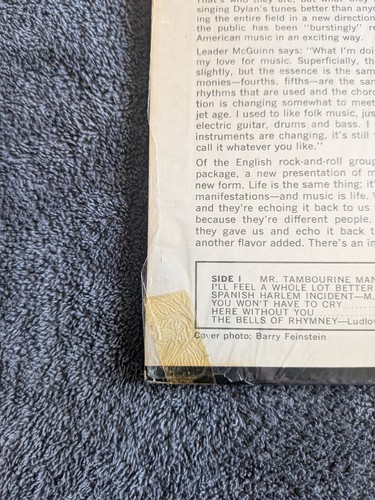 That's who they are, but what they
singing Dylan's tunes better than anyon
ing the entire field in a new direction
the public has been "burstingly" re
American music in an exciting way.
Leader McGuinn says: "What I'm doi
my love for music. Superficially, th
slightly, but the essence is the sam
monies—fourths, fifths—are the sam
rhythms that are used and the chor
tion is changing somewhat to meet
jet age. I used to like folk music, jus
electric guitar, drums and bass. I
instruments are changing, it's still
call it whatever you like."
Of the English rock-and-roll group
package, a new presentation of m
new form. Life is the same thing; it'
manifestations—and music is life. V
and they're echoing it back to us
because they're different people.
they gave us and echo it back t
another flavor added. There's an in
SIDE I MR. TAMBOURINE MAN
I'LL FEEL A WHOLE LOT BETTER
SPANISH HARLEM INCIDENT—M.
YOU WON'T HAVE TO CRY
HERE WITHOUT YOU
THE BELLS OF RHYMNEY—Ludlow
Cover photo: Barry Feinstein